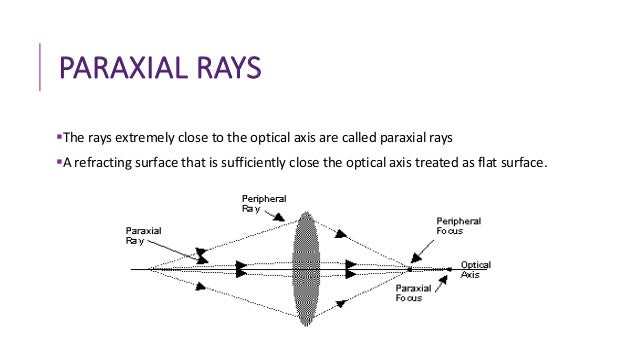 PARAXIAL RAYS
▪The rays extremely close to the optical axis are called paraxial rays
▪A refracting surface that is sufficiently close the optical axis treated as flat surface.
Peripheral
Ray
Paraxial
Ray
Peripheral
Focus
Optical
Axis
Paraxial
Focus